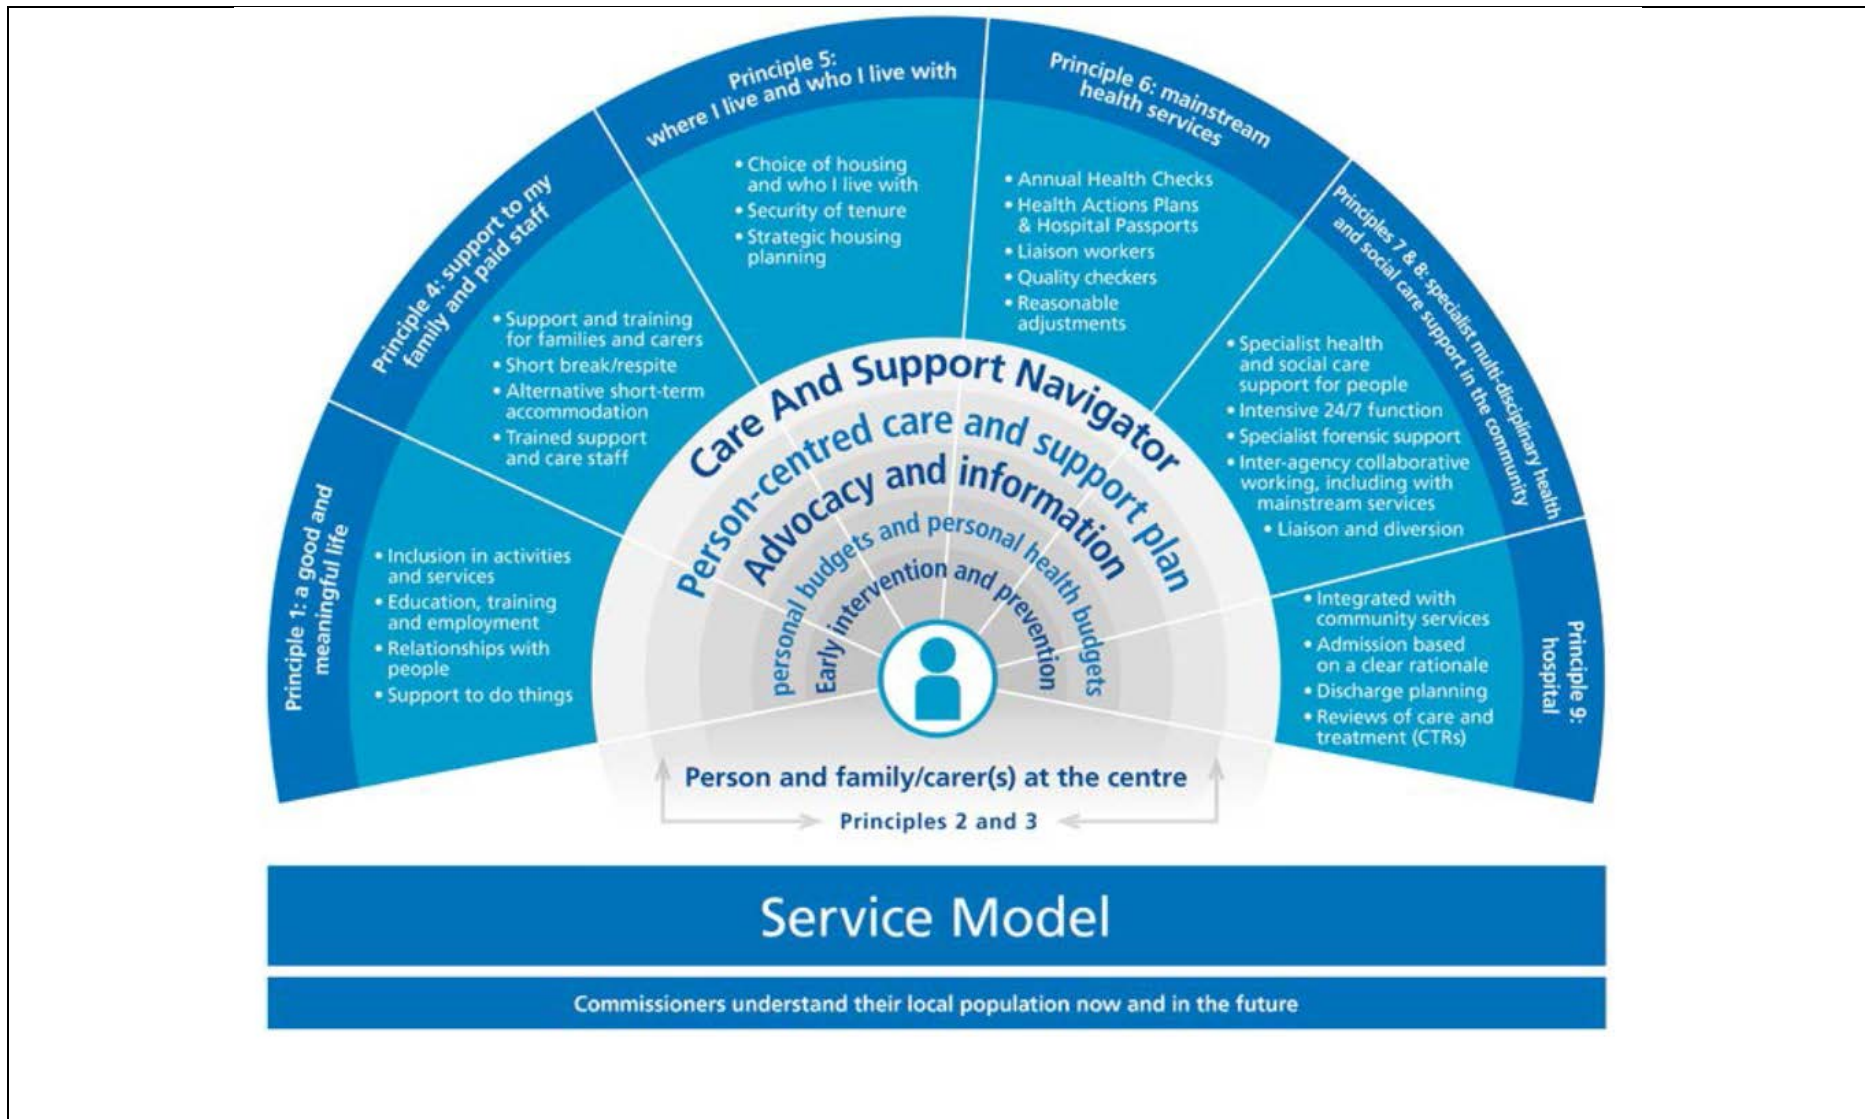 Principle 1: a good and
meaningful life
• Inclusion in activities
and services
• Education, training
and employment
• Relationships with
people
• Support to do things
Principle 4: support to my
family and paid staff
• Support and training
for families and carers
• Short break/respite
• Alternative short-term
accommodation
• Trained support
and care staff
Principle 5:
where I live and who I live with
• Choice of housing
and who I live with
• Security of tenure
• Strategic housing
planning
Principle 6: mainstream
health services
• Annual Health Checks
• Health Actions Plans
& Hospital Passports
• Liaison workers
• Quality checkers
• Reasonable
adjustments
Principles 7 & 8: specialist multi-disciplinary health
and social care support in the community
• Specialist health
and social care
support for people
• Intensive 24/7 function
• Specialist forensic support
• Inter-agency collaborative
working, including with
mainstream services
• Liaison and diversion
Principle 9:
hospital
• Integrated with
community services
• Admission based
on a clear rationale
• Discharge planning
• Reviews of care and
treatment (CTRs)
Care And Support Navigator
Person-centred care and support plan
Advocacy and information
personal budgets and personal health budgets
Early intervention and prevention
Person and family/carer(s) at the centre
Principles 2 and 3
Service Model
Commissioners understand their local population now and in the future